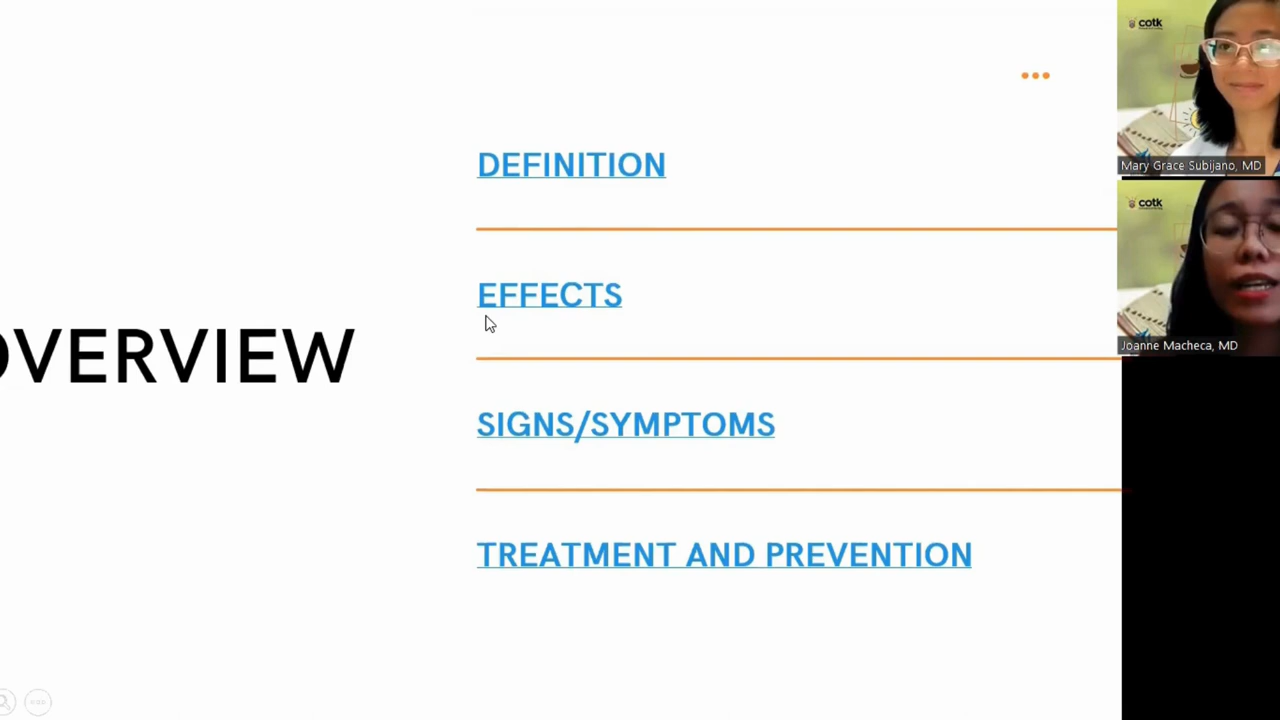 DEFINITION
EFFECTS
OVERVIEW
SIGNS/SYMPTOMS
TREATMENT AND PREVENTION
cotk
Mary Grace Subijano, MD
cotk
Joanne Macheca, MD